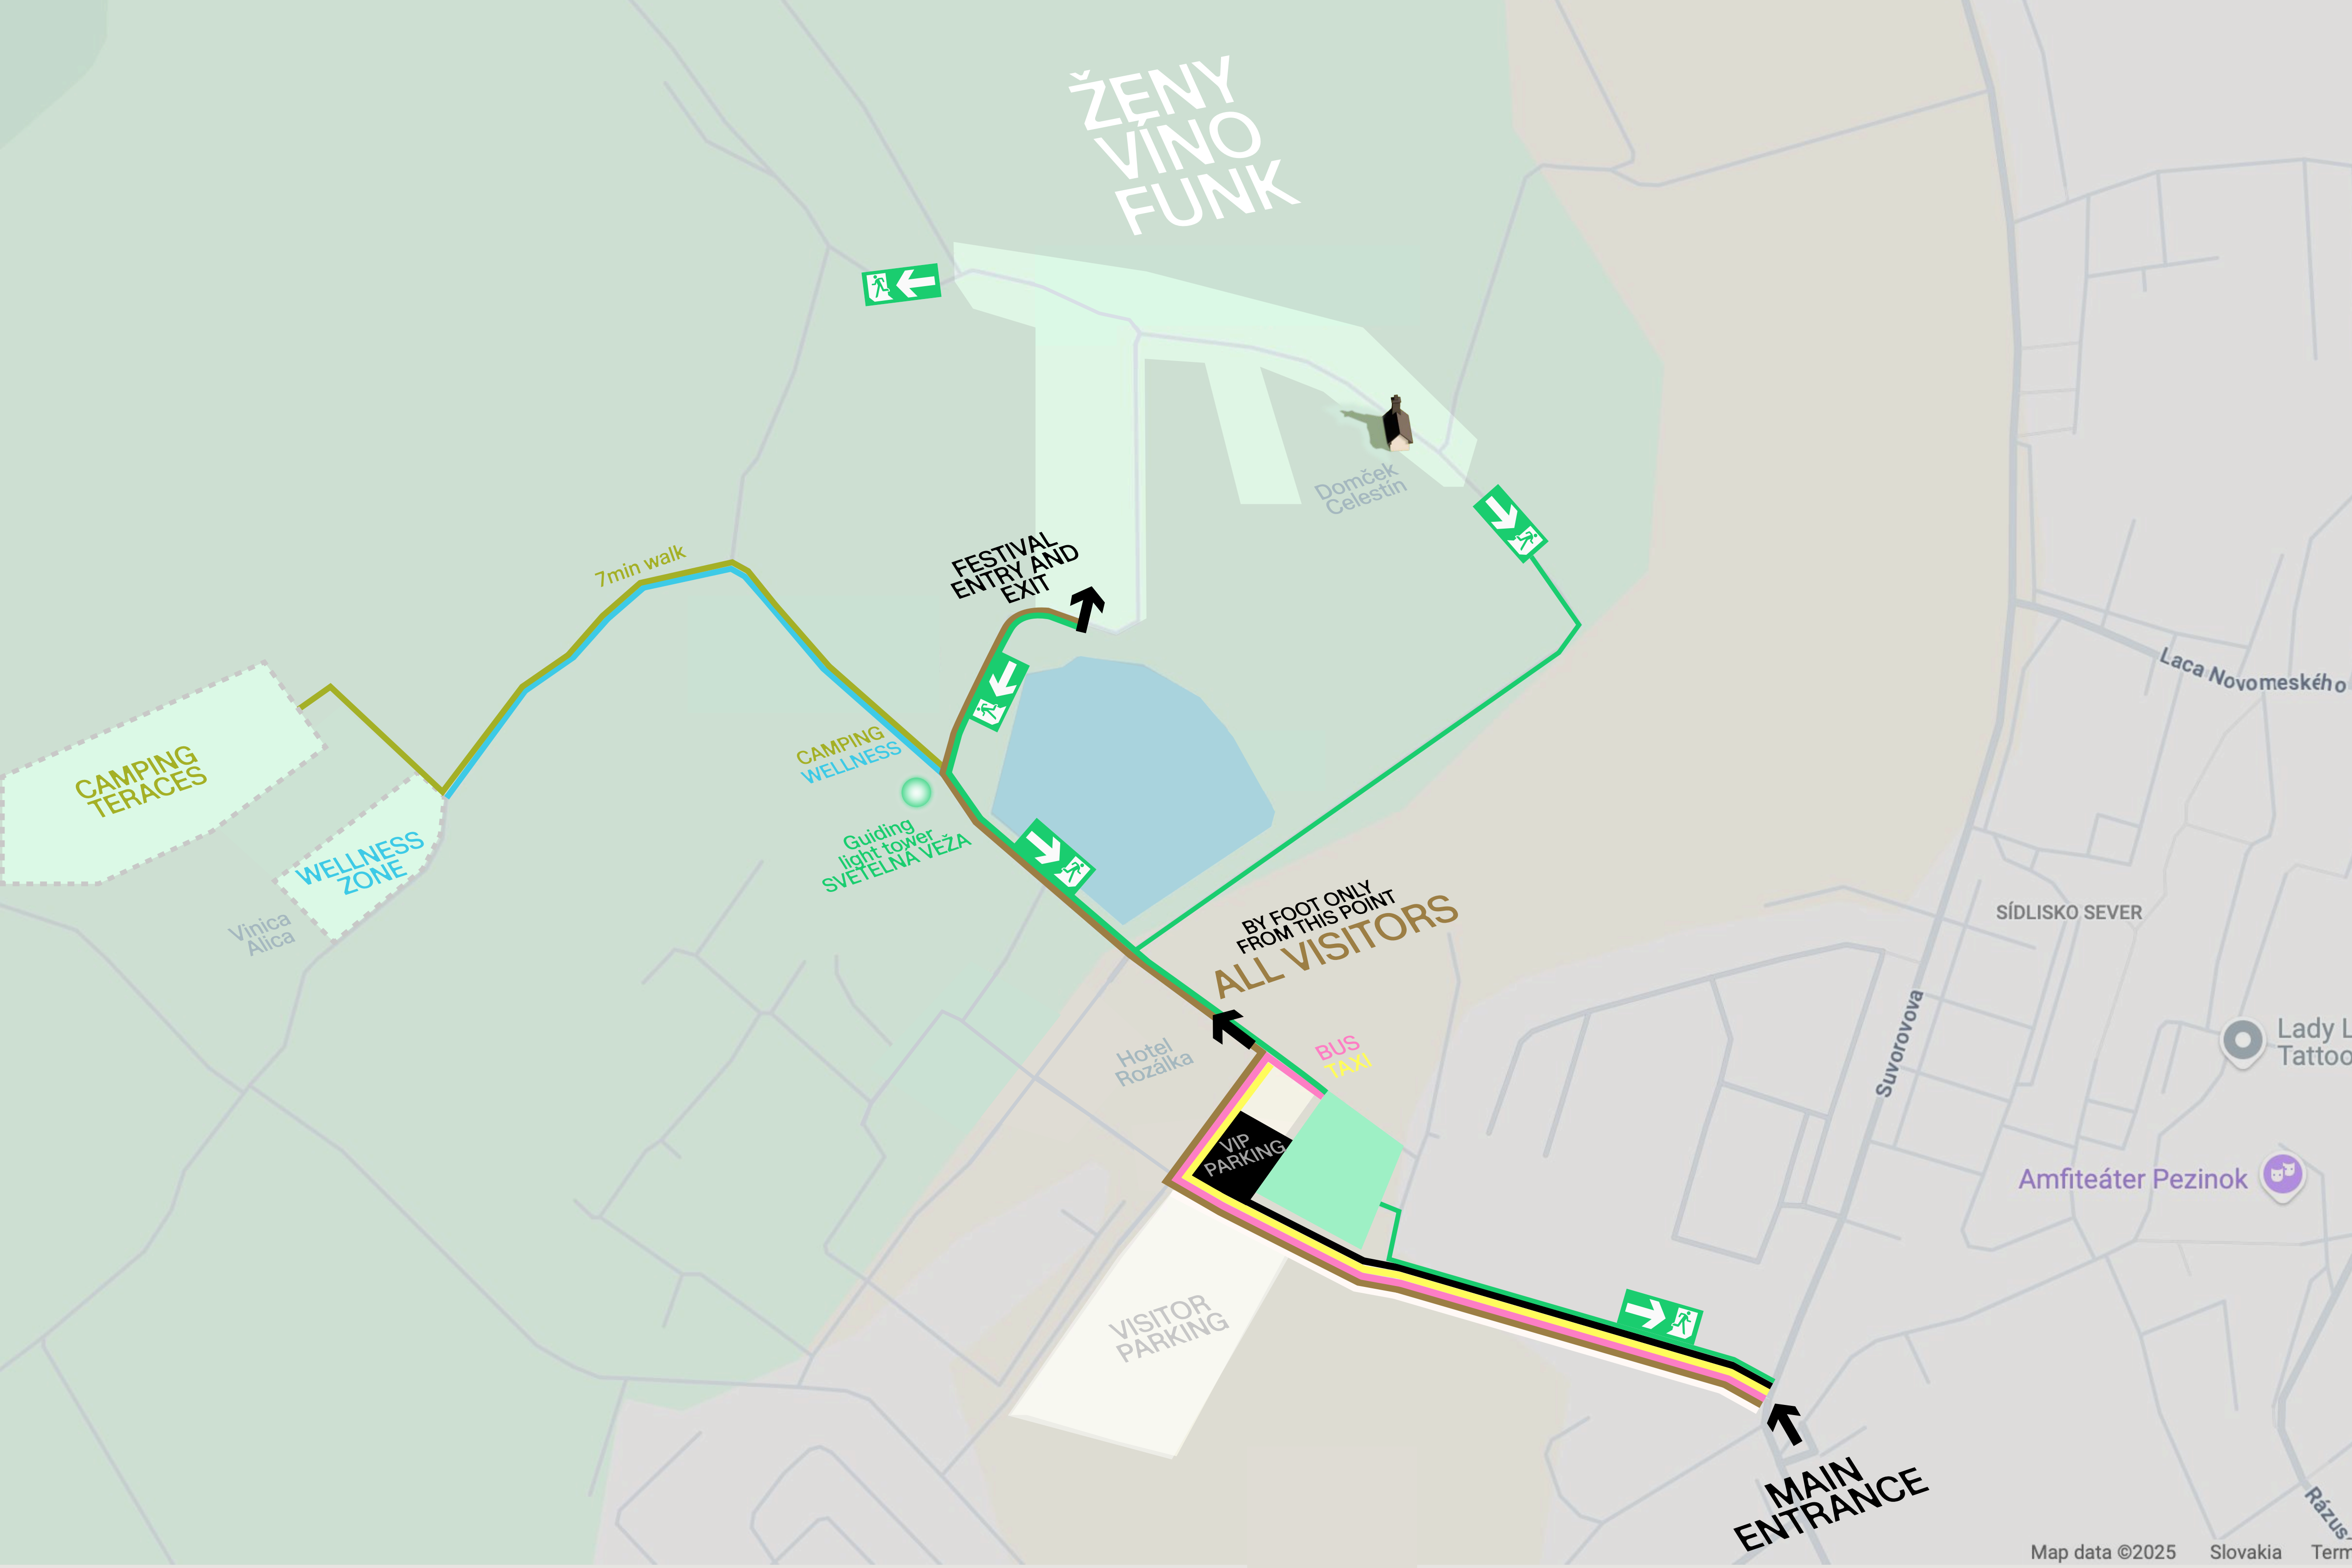 ŽENY
VÍNO
FUNK
Domček
Celestín
FESTIVAL
ENTRY AND
EXIT
7min walk
Laca Novomeského
CAMPING
TERACES
CAMPING
WELLNESS
Guiding
light tower
SVETELNÁ VEŽA
WELLNESS
ZONE
Vinica
Alica
BY FOOT ONLY
FROM THIS POINT
ALL VISITORS
SÍDLISKO SEVER
Suvorovova
Lady L
Tattoo
Hotel
Rozálka
BUS
TAXI
VIP
PARKING
Amfiteáter Pezinok
VISITOR
PARKING
MAIN
ENTRANCE
Rázus
Map data ©2025 Slovakia Term